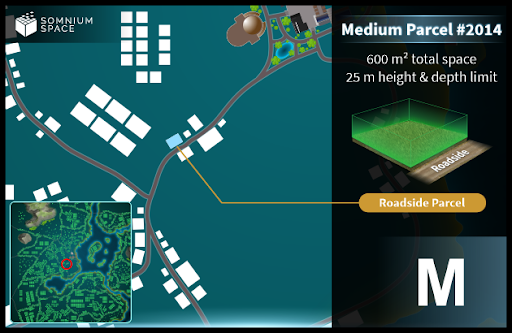 SOMNIUM
SPACE
Medium Parcel #2014
600 m² total space
25 m height & depth limit
Roadside
Roadside Parcel
M